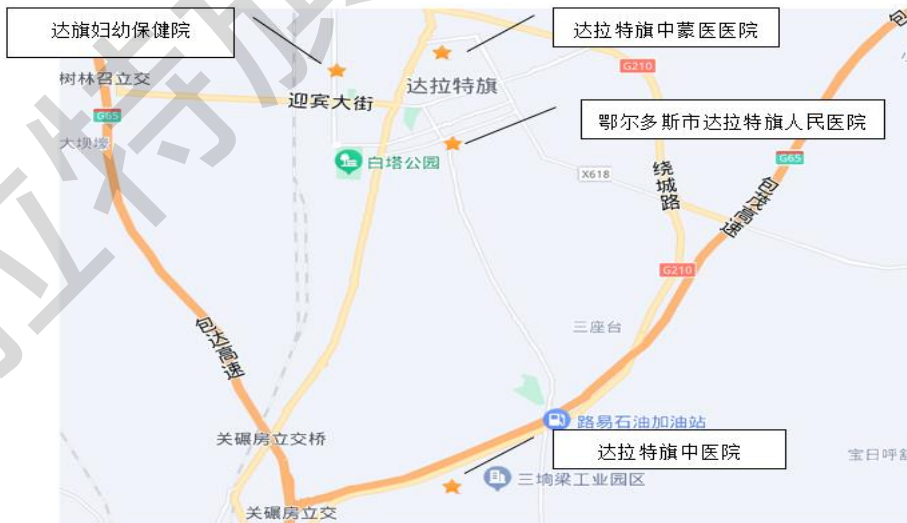 达旗妇幼保健院
达拉特旗中蒙医医院
树林召立交
迎宾大街
达拉特旗
G210
包
G65
大坝壕
鄂尔多斯市达拉特旗人民医院
白塔公园
X618
绕城路
G65
包茂高速
G210
三座台
包达高速
路易石油加油站
关碾房立交桥
达拉特旗中医院
宝日呼舒
三垧梁工业园区
关碾房立交
拉特旗